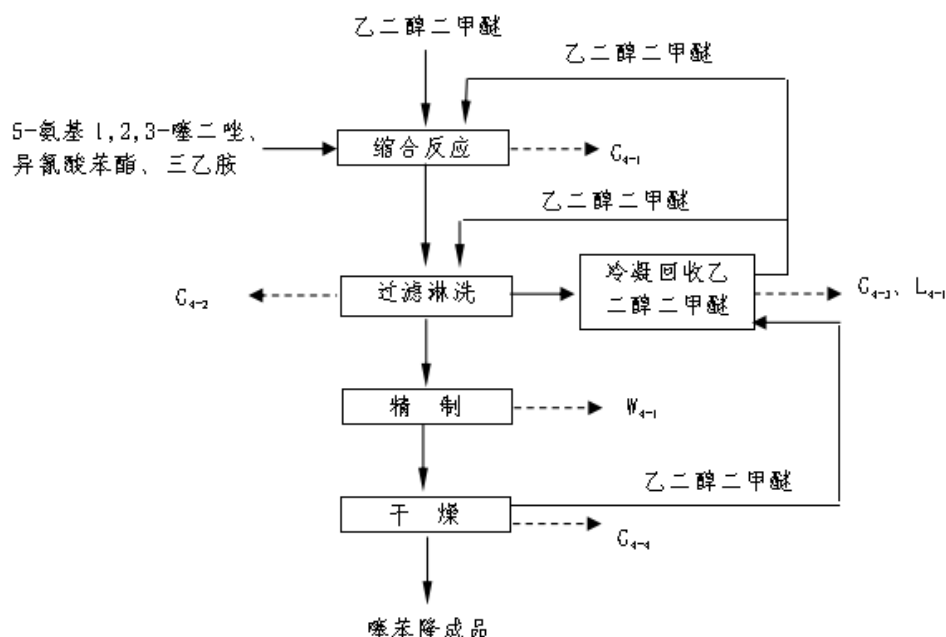 乙二醇二甲醚
乙二醇二甲醚
5-氨基1,2,3-噻二唑、
异氰酸苯酯、三乙胺
缩合反应
G4-1
乙二醇二甲醚
G4-2
过滤淋洗
冷凝回收乙
二醇二甲醚
G4-3、L4-1
精 制
W4-1
乙二醇二甲醚
干 燥
G4-4
噻苯隆成品